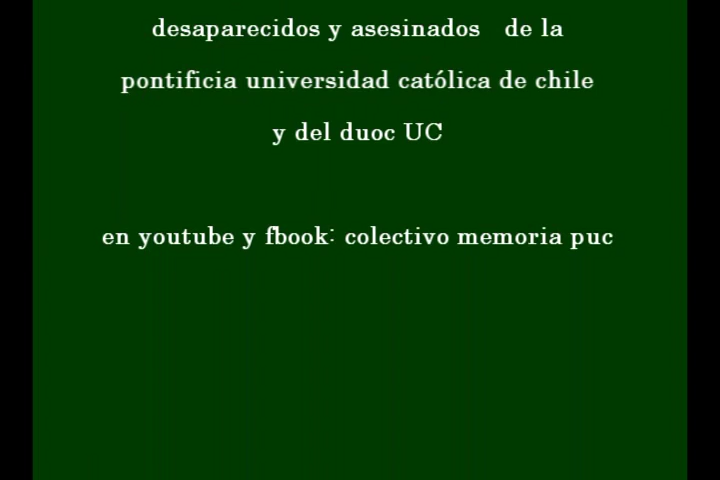 desaparecidos y asesinados de la
pontificia universidad católica de chile
y del duoc UC
en youtube y fbook: colectivo memoria puc